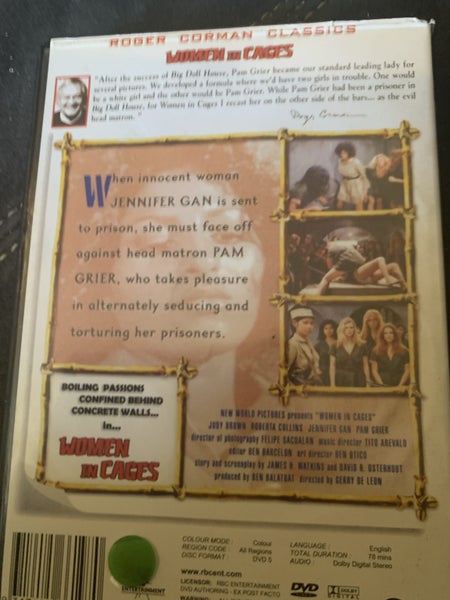 ROGER CORMAN CLASSICS
WOMEN IN CAGES
"After the success of Big Doll House, Pam Grier became our standard leading lady for
several pictures. We developed a formula where we'd have two girls in trouble. One would
be a white girl and the other would be Pam Grier. While Pam Grier had been a prisoner in
Big Doll House, for Women in Cages I recast her on the other side of the bars... as the evil
head matron. "
When innocent woman
JENNIFER GAN is sent
to prison, she must face off
against head matron PAM
GRIER, who takes pleasure
in alternately seducing and
torturing her prisoners.
BOILING PASSIONS
CONFINED BEHIND
CONCRETE WALLS...
In...
WOMEN
IN CAGES
NEW WORLD PICTURES presents "WOMEN IN CAGES"
JUDY BROWN ROBERTA COLLINS JENNIFER GAN PAM GRIER
director of photography FELIPE SACDALAN music director TITO AREVALO
editor BEN BARCELON art director BEN OTICO
story and screenplay by JAMES H. WATKINS and DAVID R. OSTERHOUT
produced by BEN BALATBAT directed by GERRY DE LEON
COLOUR MODE : Colour
REGION CODE : All Regions
DISC FORMAT : DVD 5
LANGUAGE : English
TOTAL DURATION : 78 mins
AUDIO : Dolby Digital Stereo
www.rbcent.com
LICENSOR: RBC ENTERTAINMENT
DVD AUTHORING : EX POST FACTO
ENTERTAINMENT
DVD
DOLBY
DIGITAL
WARNING: